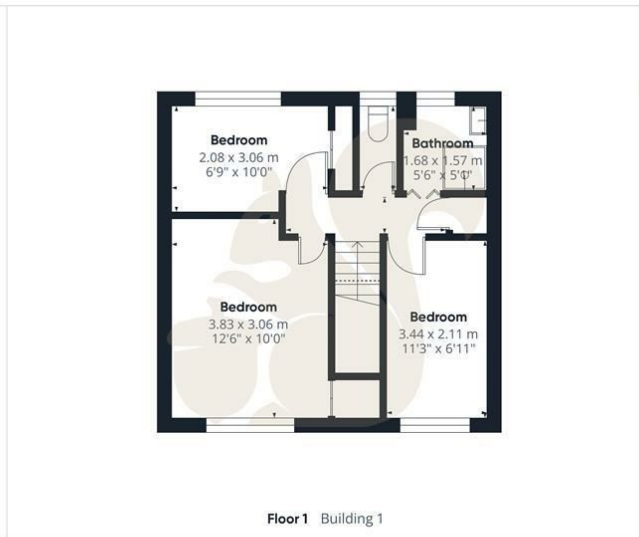 Bedroom
2.08 x 3.06 m
6'9" x 10'0"
Bathroom
1.68 x 1.57 m
5'6" x 5'0"
Bedroom
3.83 x 3.06 m
12'6" x 10'0"
Bedroom
3.44 x 2.11 m
11'3" x 6'11"
Floor 1 Building 1